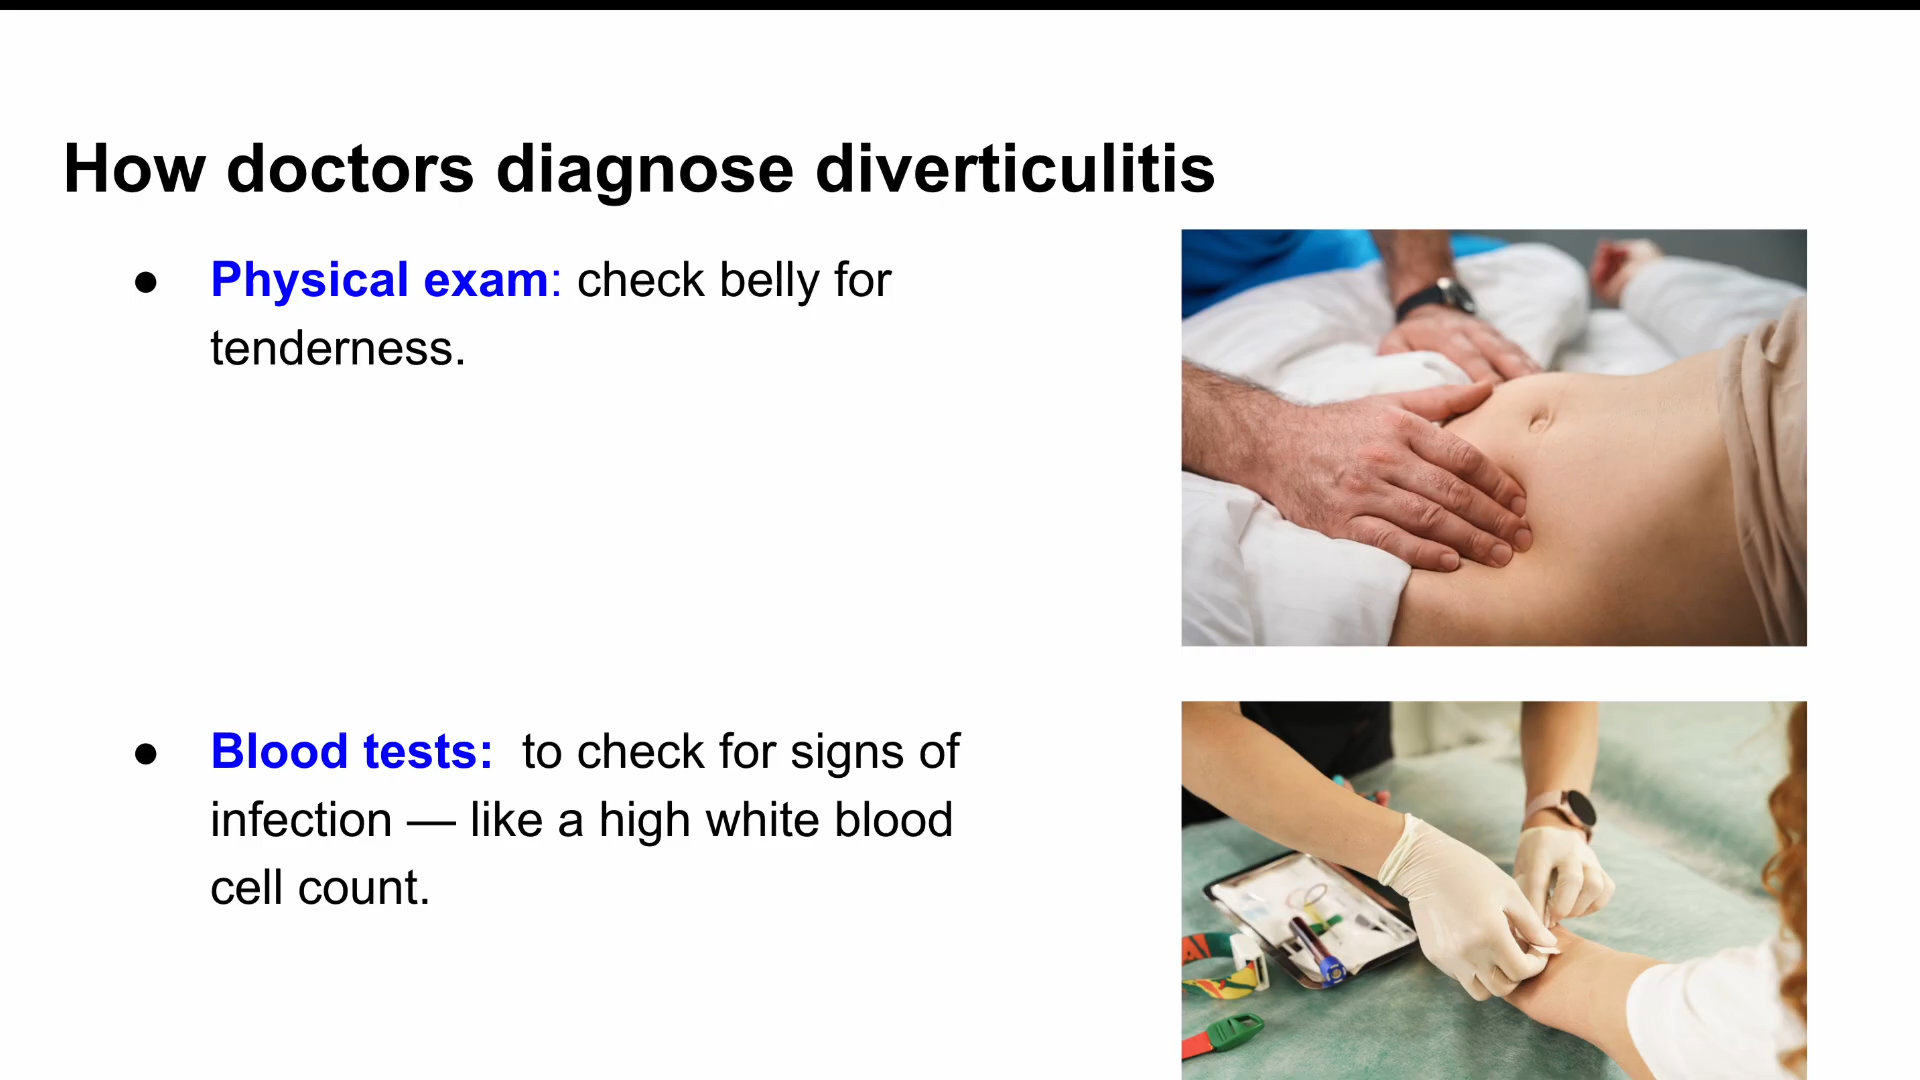 How doctors diagnose diverticulitis
● Physical exam: check belly for
tenderness.
● Blood tests:  to check for signs of
infection — like a high white blood
cell count.